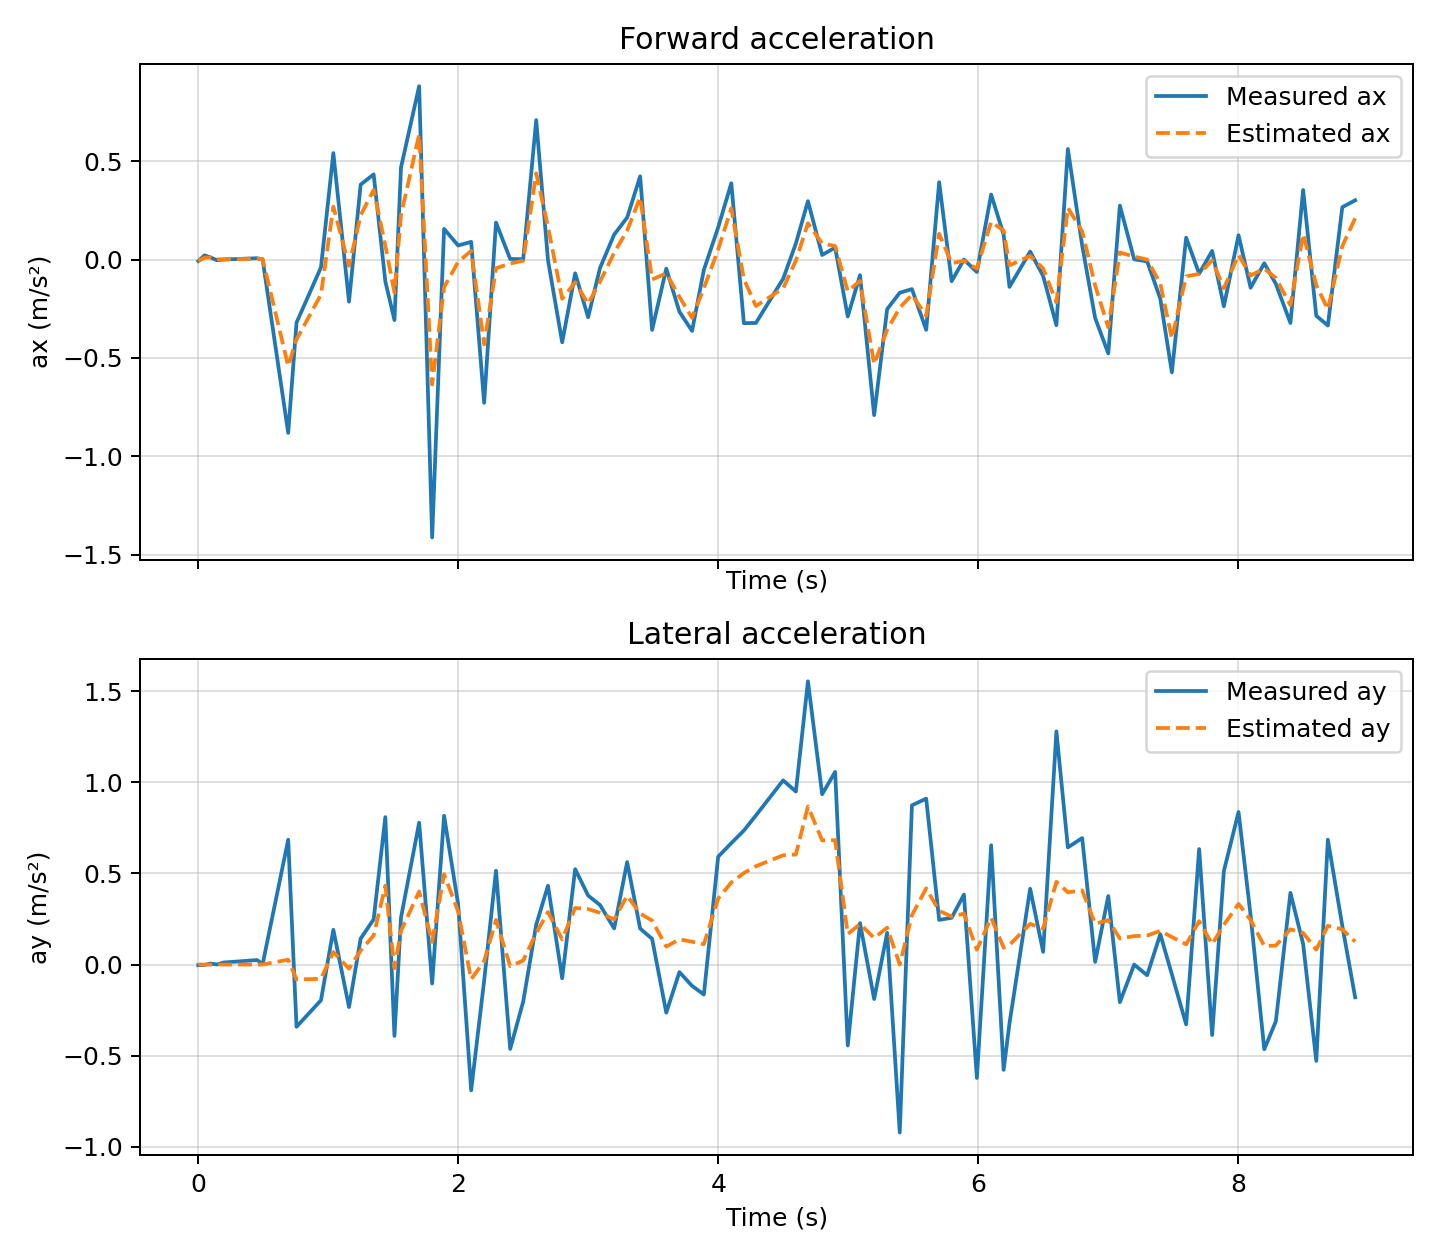 Forward acceleration
Measured ax
Estimated ax
ax (m/s²)
0.5
0.0
−0.5
−1.0
−1.5
Time (s)
Lateral acceleration
Measured ay
Estimated ay
ay (m/s²)
1.5
1.0
0.5
0.0
−0.5
−1.0
0 2 4 6 8
Time (s)